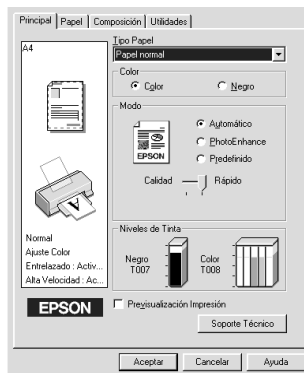 Principal Papel Composición Utilidades
A4
Tipo Papel
Papel normal
Color
Color Negro
Modo
EPSON
Automático
PhotoEnhance
Predefinido
Calidad Rápido
Normal
Ajuste Color
Entrelazado : Activ...
Alta Velocidad : Ac...
Niveles de Tinta
Negro
T007
Color
T008
EPSON
Previsualización Impresión
Soporte Técnico
Aceptar Cancelar Ayuda